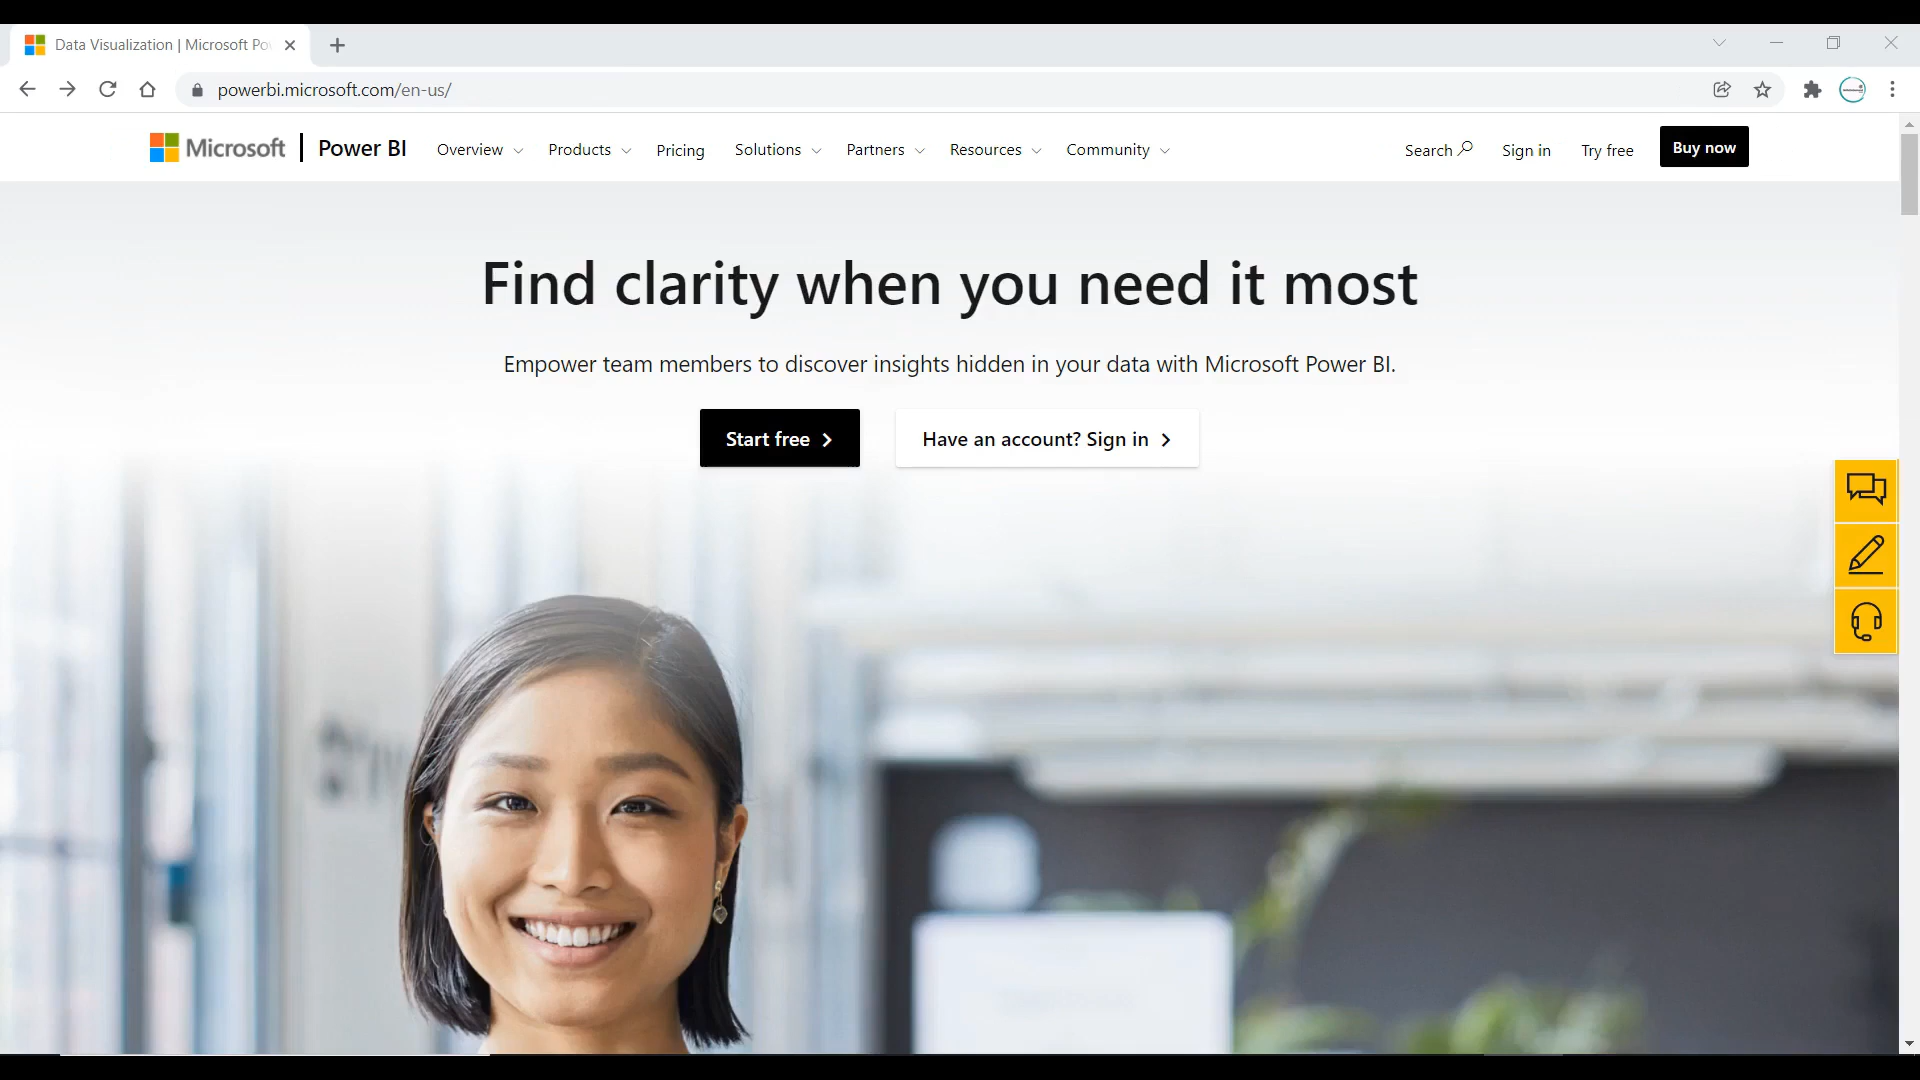 Data Visualization | Microsoft Po
powerbi.microsoft.com/en-us/
Microsoft | Power BI
Overview
Products
Pricing
Solutions
Partners
Resources
Community
Search
Sign in
Try free
Buy now
Find clarity when you need it most
Empower team members to discover insights hidden in your data with Microsoft Power BI.
Start free
Have an account? Sign in